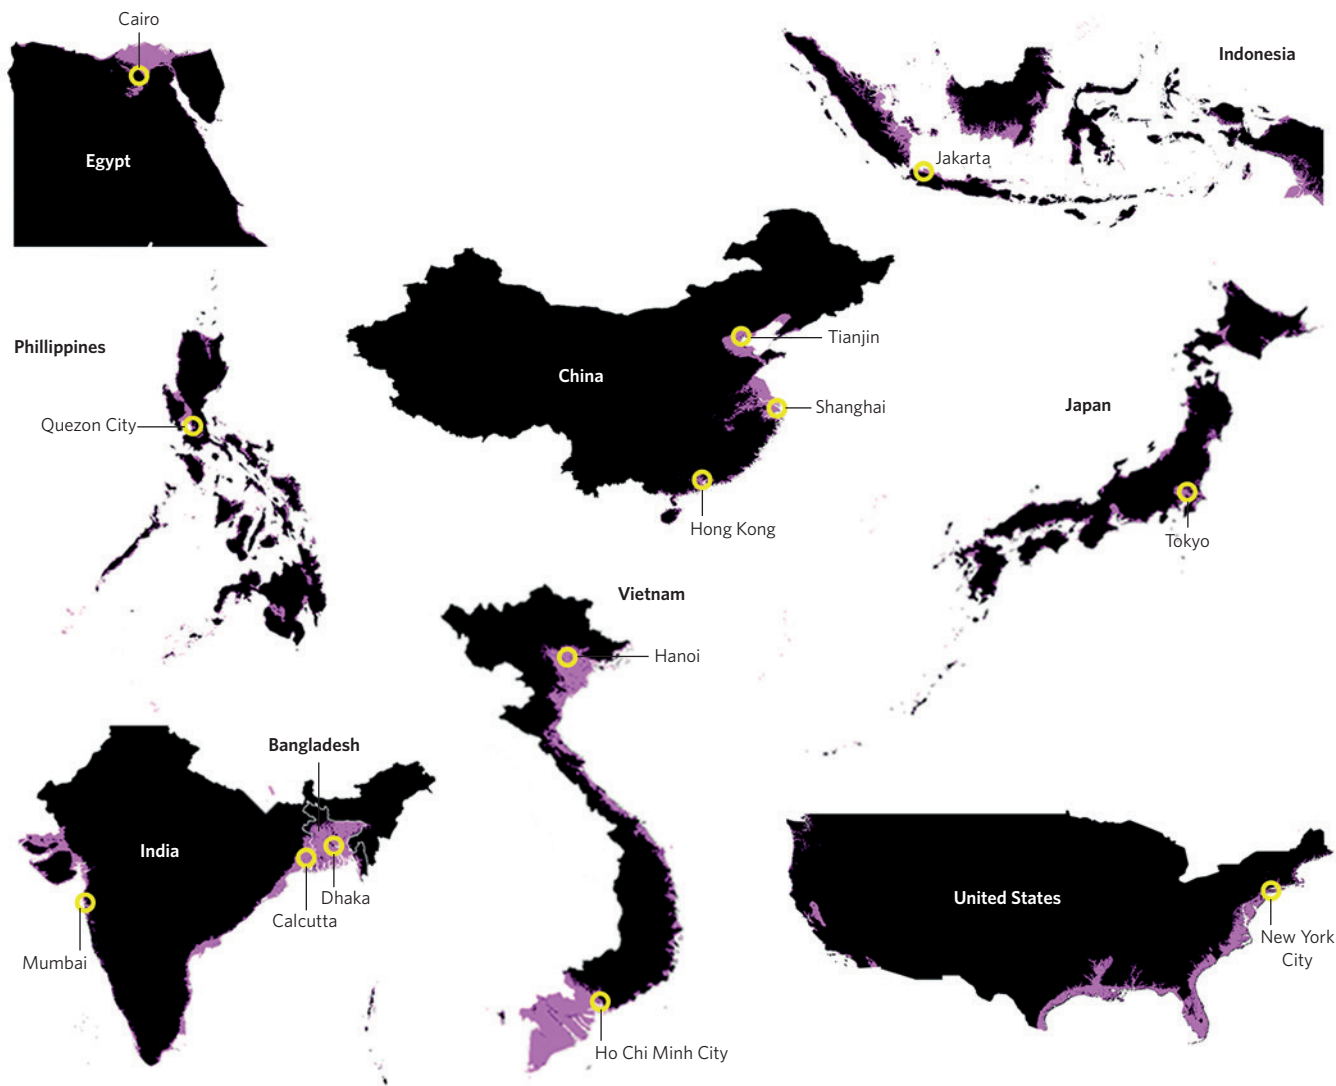 Cairo
Egypt
Indonesia
Jakarta
Phillippines
Quezon City
China
Tianjin
Shanghai
Hong Kong
Japan
Tokyo
Vietnam
Hanoi
Ho Chi Minh City
Bangladesh
India
Dhaka
Calcutta
Mumbai
United States
New York
City